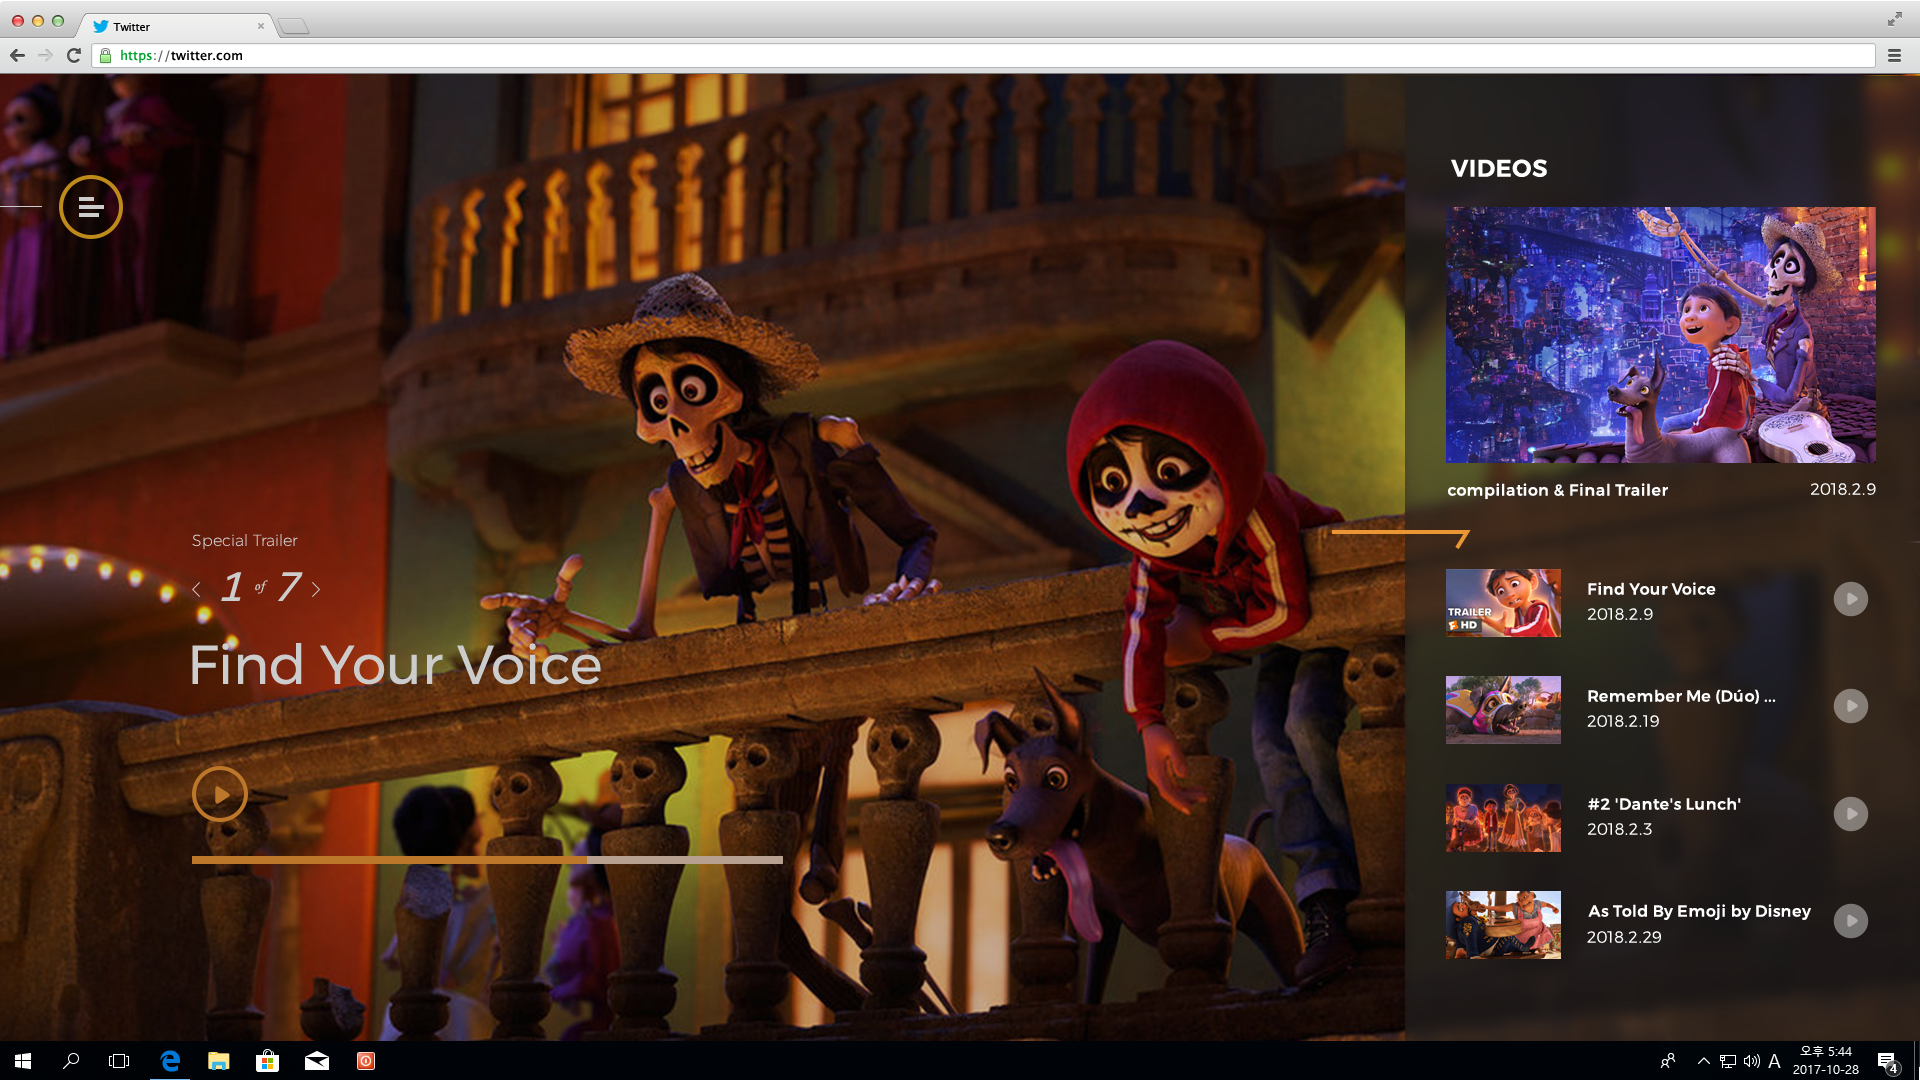 Twitter
https://twitter.com
Special Trailer
1 of 7
Find Your Voice
VIDEOS
compilation & Final Trailer
2018.2.9
TRAILER
HD
Find Your Voice
2018.2.9
Remember Me (Dúo) ...
2018.2.19
#2 'Dante's Lunch'
2018.2.3
As Told By Emoji by Disney
2018.2.29
A
오후 5:44
2017-10-28
4